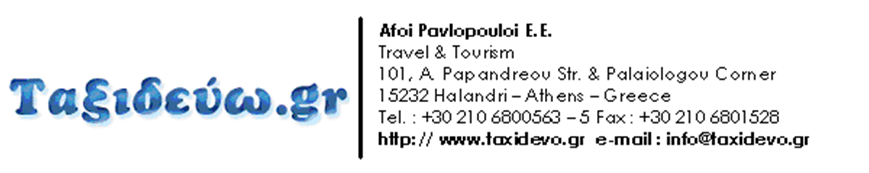 Ταξιδεύω.gr
Afoi Pavlopouloi E.E.
Travel & Tourism
101, A. Papandreou Str. & Palaiologou Corner
15232 Halandri – Athens – Greece
Tel. : +30 210 6800563 – 5 Fax : +30 210 6801528
http:// www.taxidevo.gr e-mail : info@taxidevo.gr